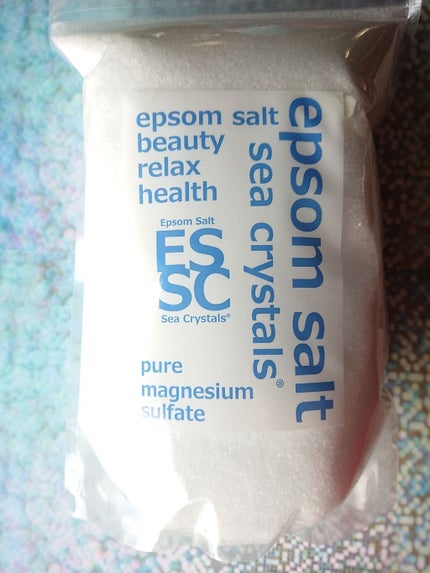 epsom salt
beauty
relax
health
Epsom Salt
ES
SC
Sea Crystals®
pure
magnesium
sulfate
sea crystals®
epsom salt